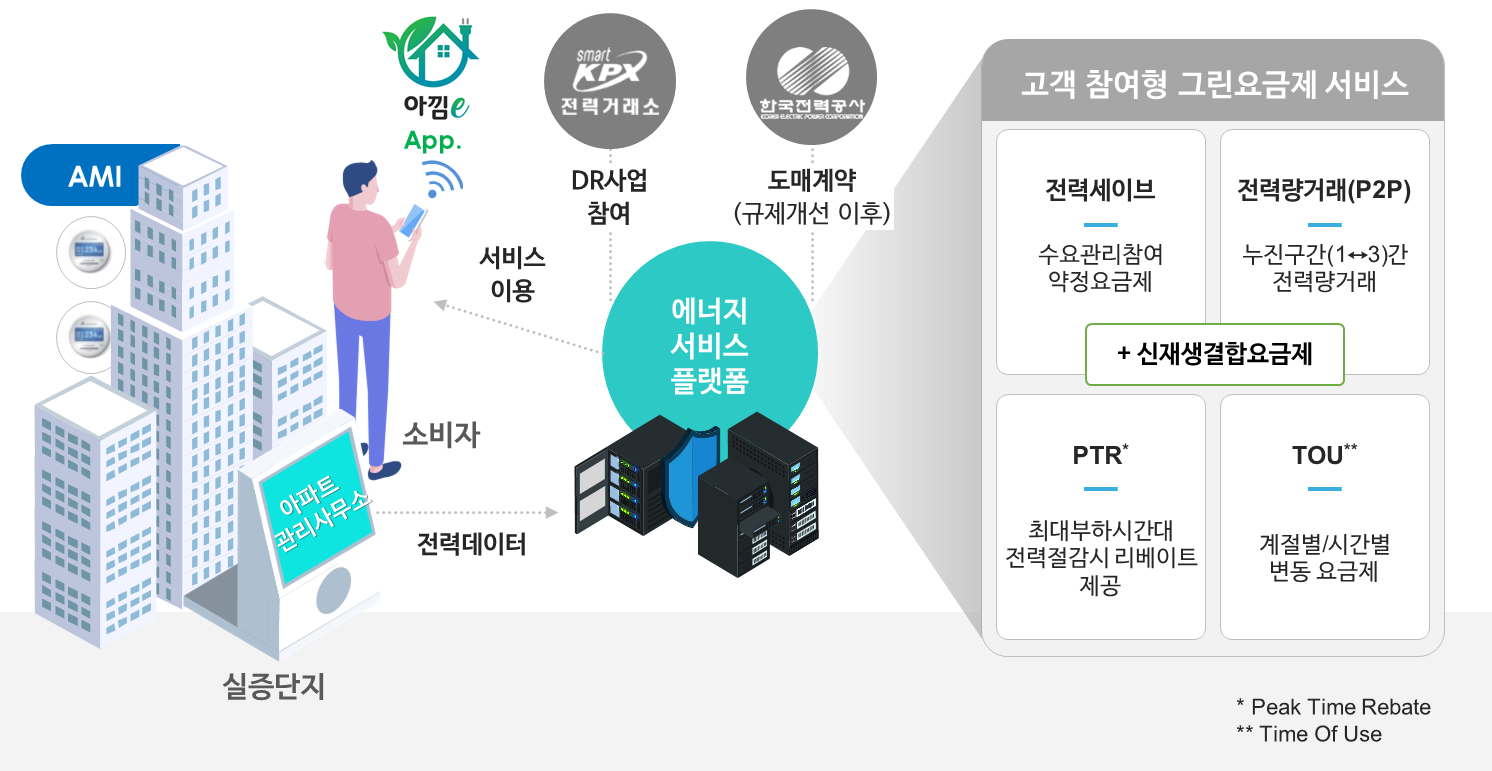 아낌e
App.
smart
KPX
전력거래소
한국전력공사
KOREA ELECTRIC POWER CORPORATION
AMI
DR사업
참여
도매계약
(규제개선 이후)
서비스
이용
에너지
서비스
플랫폼
소비자
아파트
관리사무소
전력데이터
실증단지
고객 참여형 그린요금제 서비스
전력세이브
수요관리참여
약정요금제
전력량거래(P2P)
누진구간(1↔3)간
전력량거래
+ 신재생결합요금제
PTR*
최대부하시간대
전력절감시 리베이트
제공
TOU**
계절별/시간별
변동 요금제
* Peak Time Rebate
** Time Of Use